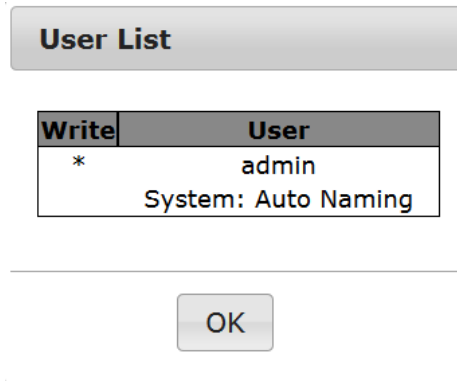 User List
Write User
* admin
System: Auto Naming
OK